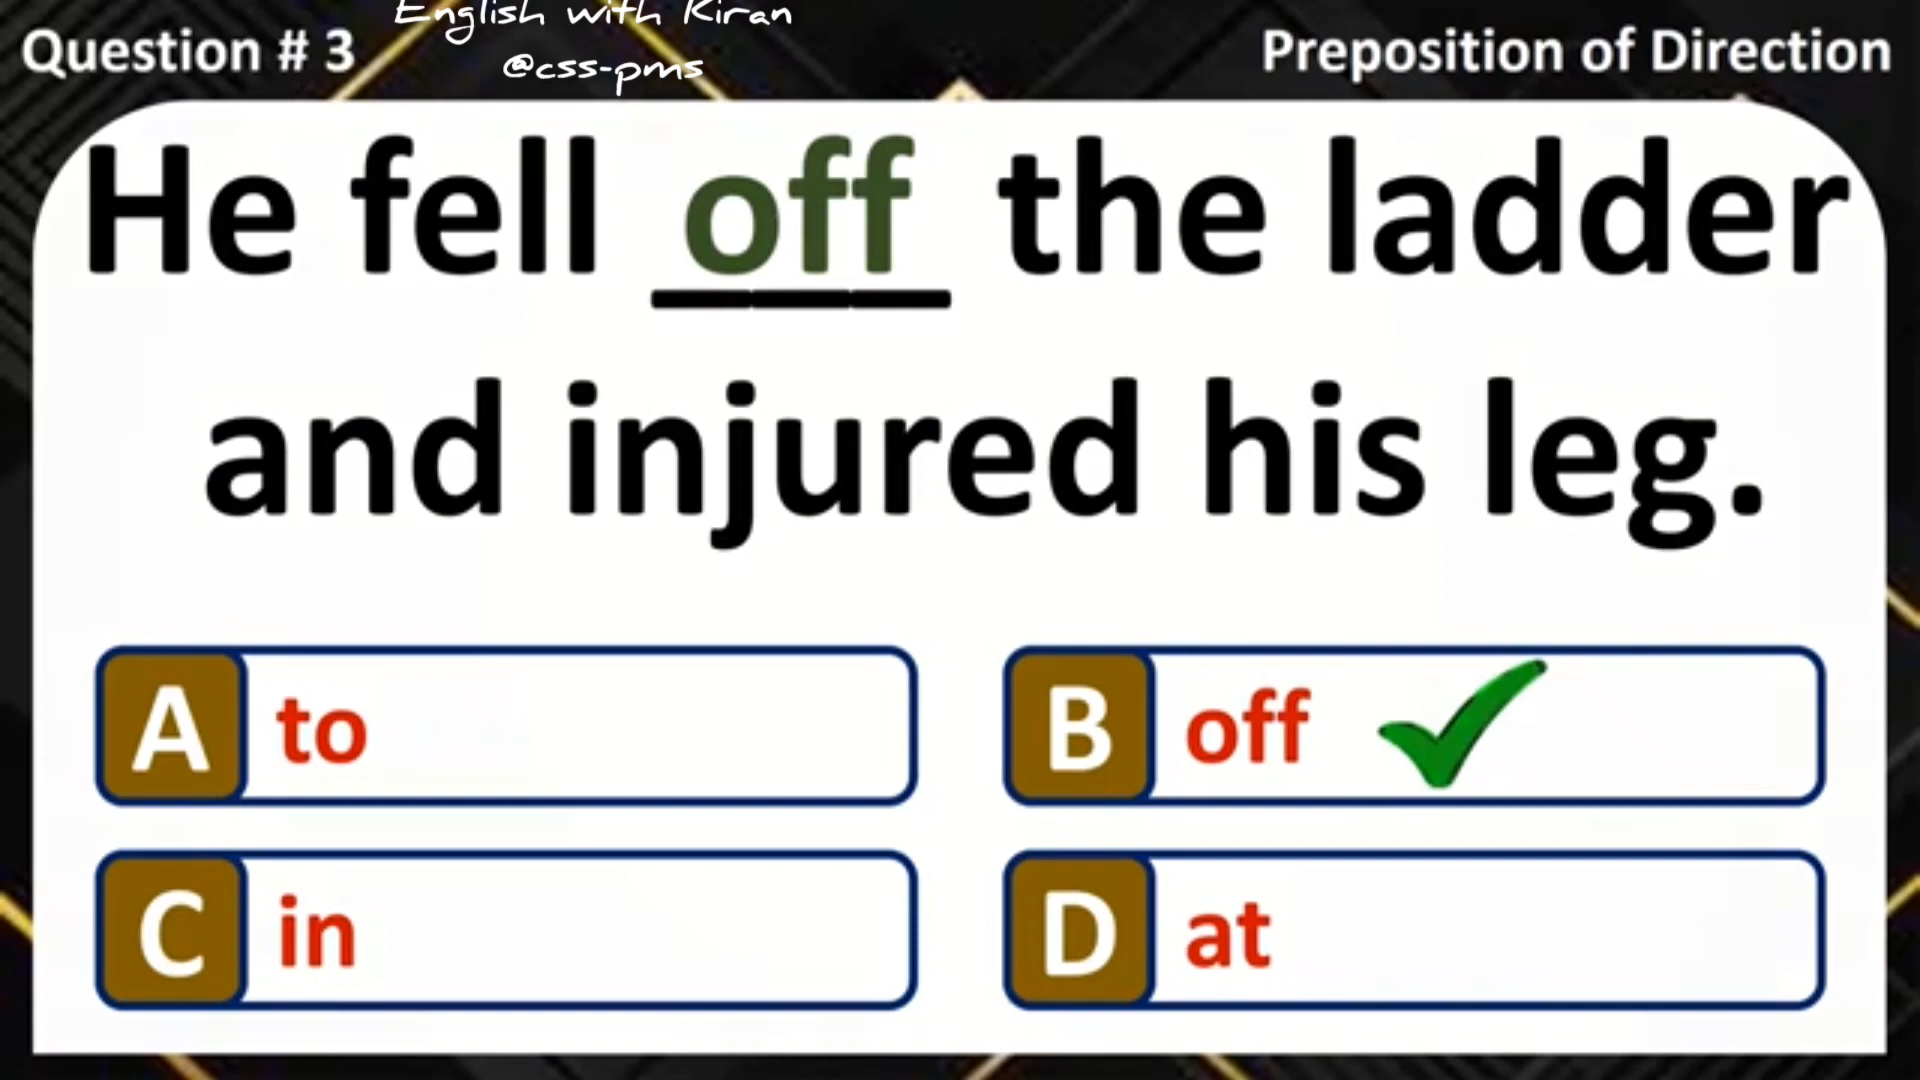 English with Kiran
@css-pms
Question # 3
Preposition of Direction
He fell off the ladder
and injured his leg.
A to
B off
C in
D at